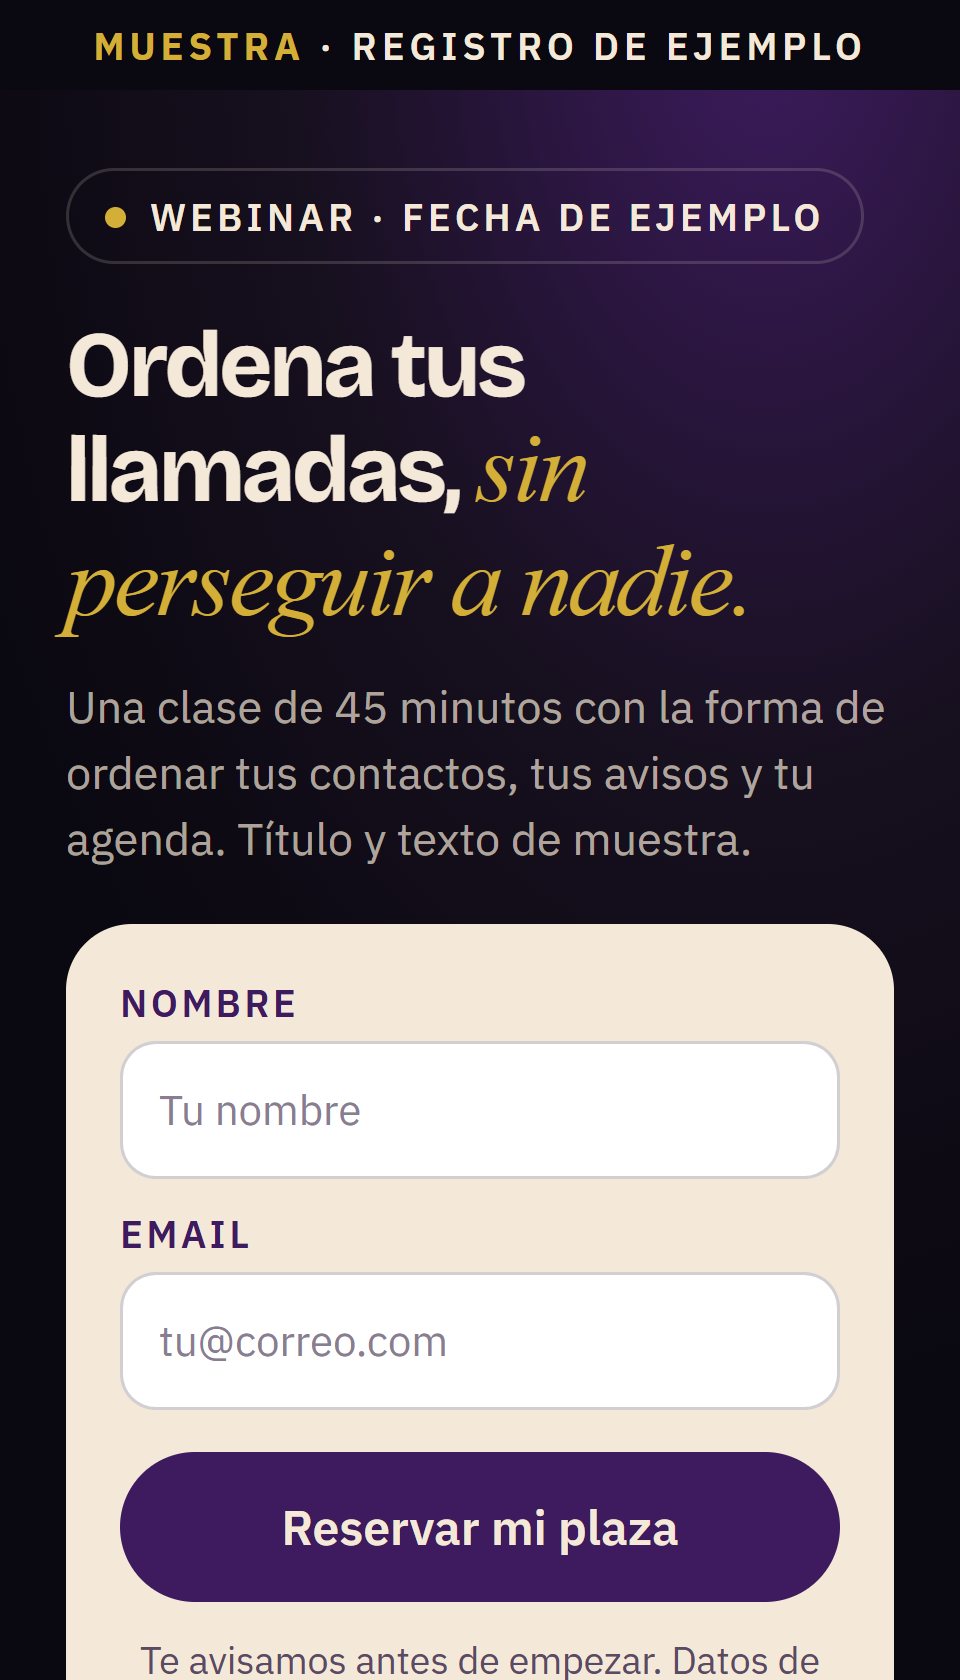 MUESTRA · REGISTRO DE EJEMPLO
WEBINAR · FECHA DE EJEMPLO
Ordena tus
llamadas, sin
perseguir a nadie.
Una clase de 45 minutos con la forma de
ordenar tus contactos, tus avisos y tu
agenda. Título y texto de muestra.
NOMBRE
Tu nombre
EMAIL
tu@correo.com
Reservar mi plaza
Te avisamos antes de empezar. Datos de